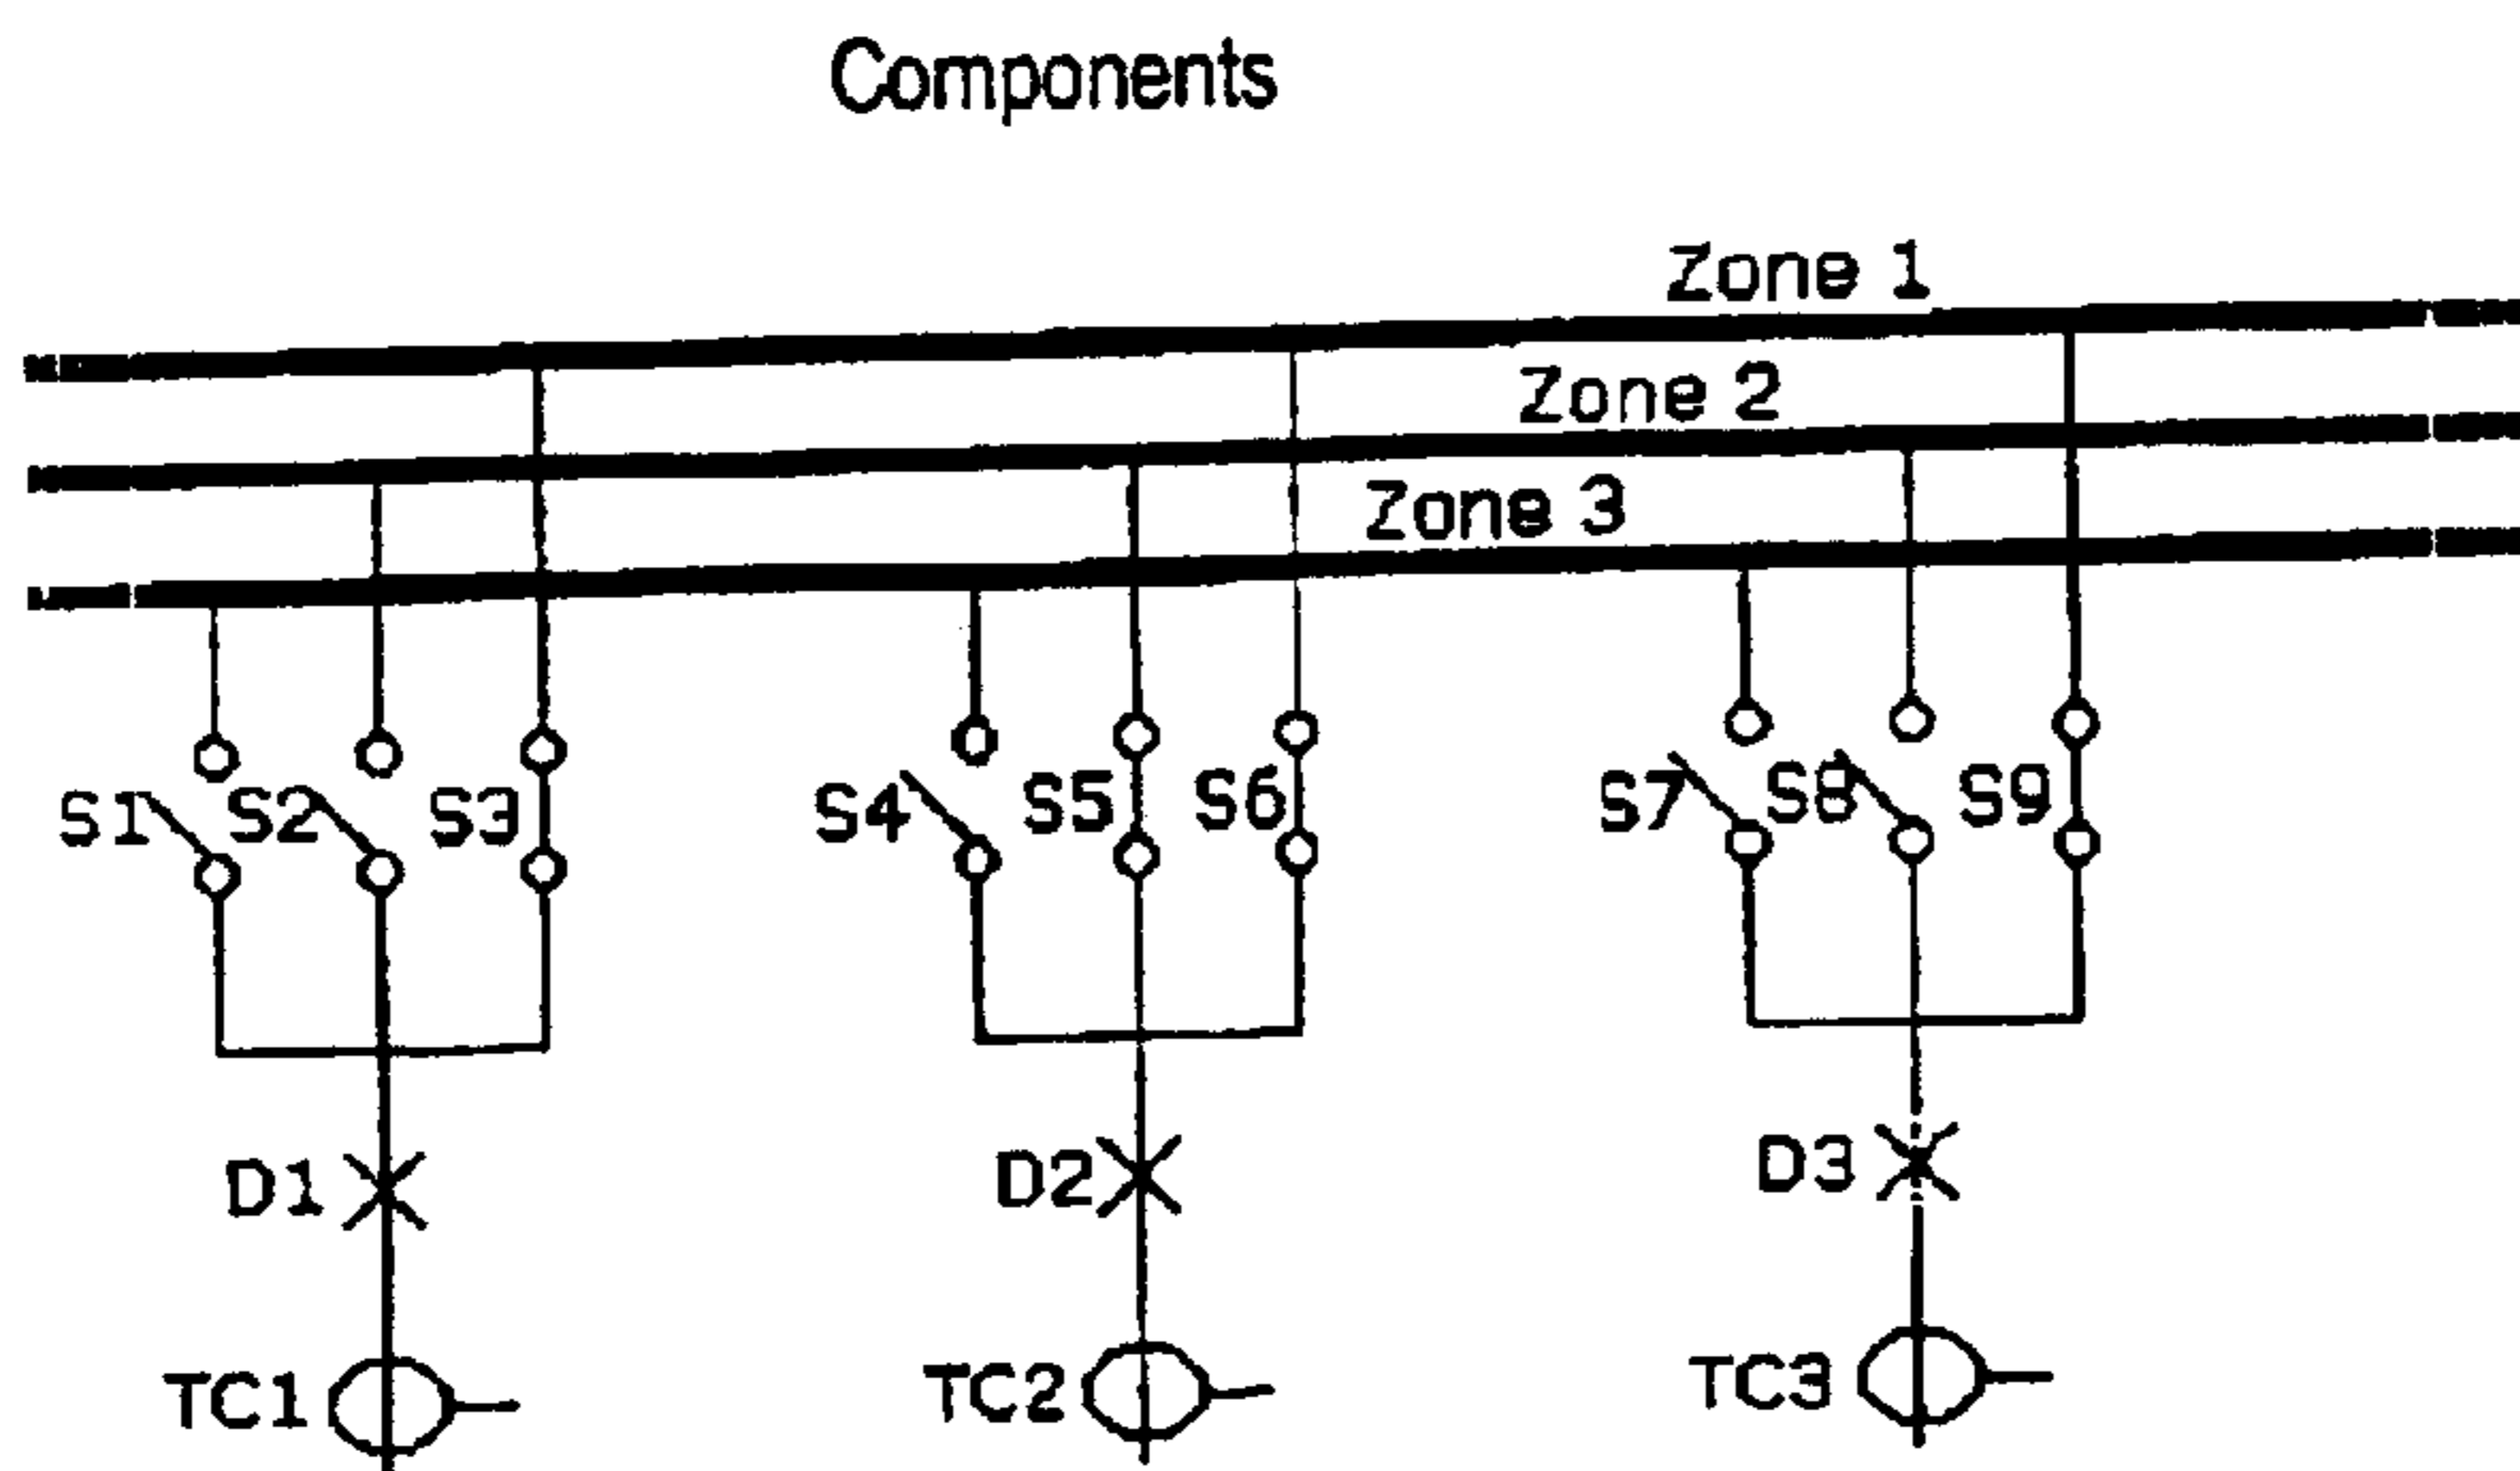 Components
Zone 1
Zone 2
Zone 3
S1 S2 S3 S4 S5 S6 S7 S8 S9
D1 D2 D3
TC1 TC2 TC3